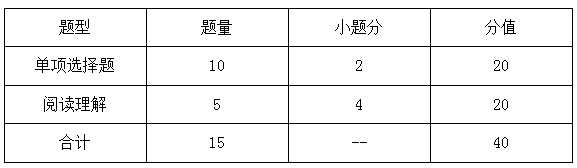 题型 题量 小题分 分值
单项选择题 10 2 20
阅读理解 5 4 20
合计 15 -- 40